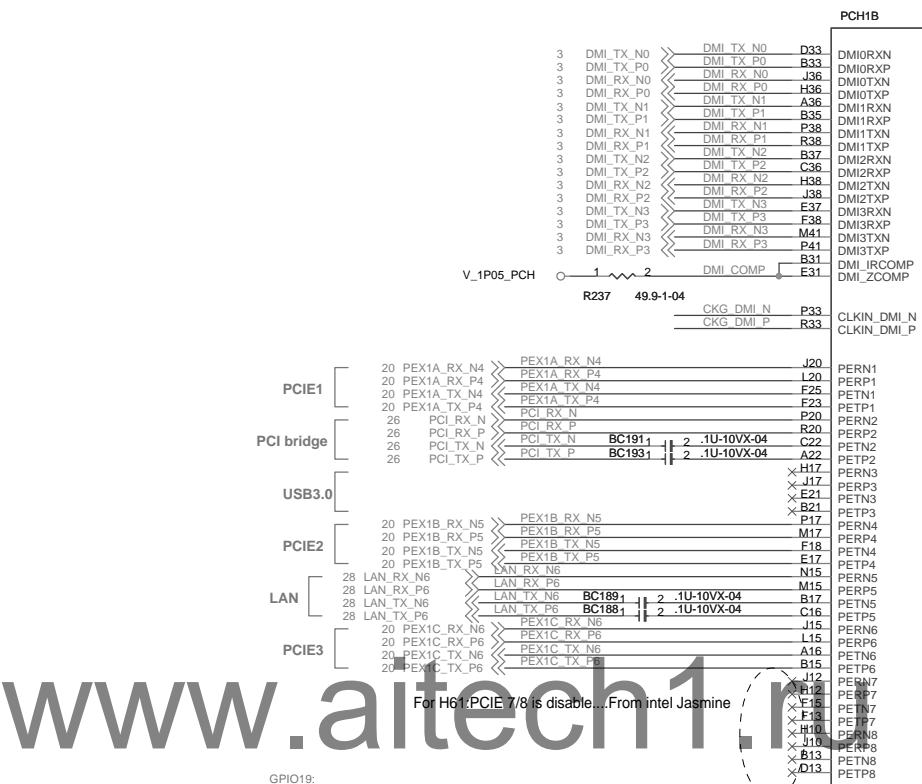 PCH1B
3 DMI_TX_N0 DMI_TX_N0 D33 DMI0RXN
3 DMI_TX_P0 DMI_TX_P0 B33 DMI0RXP
3 DMI_RX_N0 DMI_RX_N0 J36 DMI0TXN
3 DMI_RX_P0 DMI_RX_P0 H36 DMI0TXP
3 DMI_TX_N1 DMI_TX_N1 A36 DMI1RXN
3 DMI_TX_P1 DMI_TX_P1 B35 DMI1RXP
3 DMI_RX_N1 DMI_RX_N1 P38 DMI1TXN
3 DMI_RX_P1 DMI_RX_P1 R38 DMI1TXP
3 DMI_TX_N2 DMI_TX_N2 B37 DMI2RXN
3 DMI_TX_P2 DMI_TX_P2 C36 DMI2RXP
3 DMI_RX_N2 DMI_RX_N2 H38 DMI2TXN
3 DMI_RX_P2 DMI_RX_P2 J38 DMI2TXP
3 DMI_TX_N3 DMI_TX_N3 E37 DMI3RXN
3 DMI_TX_P3 DMI_TX_P3 F38 DMI3RXP
3 DMI_RX_N3 DMI_RX_N3 M41 DMI3TXN
3 DMI_RX_P3 DMI_RX_P3 P41 DMI3TXP
B31 DMI_IRCOMP
V_1P05_PCH 1 2 DMI_COMP E31 DMI_ZCOMP
R237 49.9-1-04
CKG_DMI_N P33 CLKIN_DMI_N
CKG_DMI_P R33 CLKIN_DMI_P
PCIE1
20 PEX1A_RX_N4 PEX1A_RX_N4 J20 PERN1
20 PEX1A_RX_P4 PEX1A_RX_P4 L20 PERP1
20 PEX1A_TX_N4 PEX1A_TX_N4 F25 PETN1
20 PEX1A_TX_P4 PEX1A_TX_P4 F23 PETP1
PCI bridge
26 PCI_RX_N PCI_RX_N P20 PERN2
26 PCI_RX_P PCI_RX_P R20 PERP2
26 PCI_TX_N PCI_TX_N BC191 1 2 .1U-10VX-04 C22 PETN2
26 PCI_TX_P PCI_TX_P BC193 1 2 .1U-10VX-04 A22 PETP2
USB3.0
H17 PERN3
J17 PERP3
E21 PETN3
B21 PETP3
PCIE2
20 PEX1B_RX_N5 PEX1B_RX_N5 P17 PERN4
20 PEX1B_RX_P5 PEX1B_RX_P5 M17 PERP4
20 PEX1B_TX_N5 PEX1B_TX_N5 F18 PETN4
20 PEX1B_TX_P5 PEX1B_TX_P5 E17 PETP4
LAN
28 LAN_RX_N6 LAN_RX_N6 N15 PERN5
28 LAN_RX_P6 LAN_RX_P6 M15 PERP5
28 LAN_TX_N6 LAN_TX_N6 BC189 1 2 .1U-10VX-04 B17 PETN5
28 LAN_TX_P6 LAN_TX_P6 BC188 1 2 .1U-10VX-04 C16 PETP5
PCIE3
20 PEX1C_RX_N6 PEX1C_RX_N6 J15 PERN6
20 PEX1C_RX_P6 PEX1C_RX_P6 L15 PERP6
20 PEX1C_TX_N6 PEX1C_TX_N6 A16 PETN6
20 PEX1C_TX_P6 PEX1C_TX_P6 B15 PETP6
J12 PERN7
H12 PERP7
For H61:PCIE 7/8 is disable....From intel Jasmine
F15 PETN7
F13 PETP7
H10 PERN8
J10 PERP8
B13 PETN8
D13 PETP8
www.aitech1.ru
GPIO19: